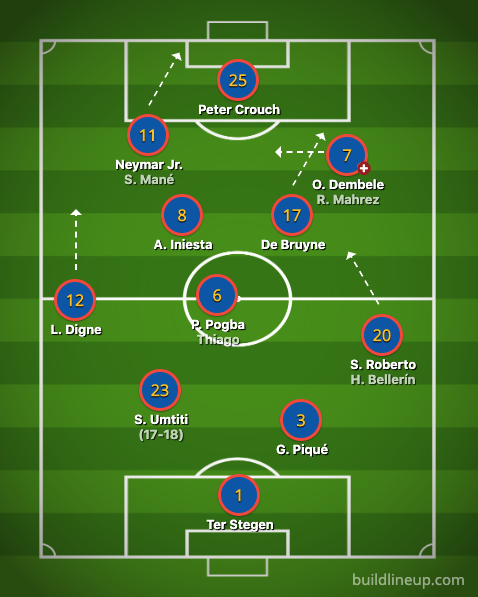 25
Peter Crouch
11
Neymar Jr.
S. Mané
7
O. Dembele
R. Mahrez
8
A. Iniesta
17
De Bruyne
12
L. Digne
6
P. Pogba
Thiago
20
S. Roberto
H. Bellerín
23
S. Umtiti
(17-18)
3
G. Piqué
1
Ter Stegen
buildlineup.com